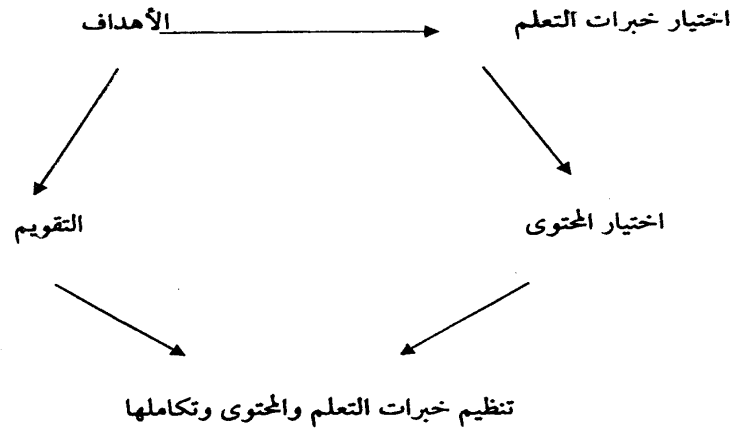 اختيار خبرات التعلم
الأهداف
اختيار المحتوى
التقويم
تنظيم خبرات التعلم والمحتوى وتكاملها